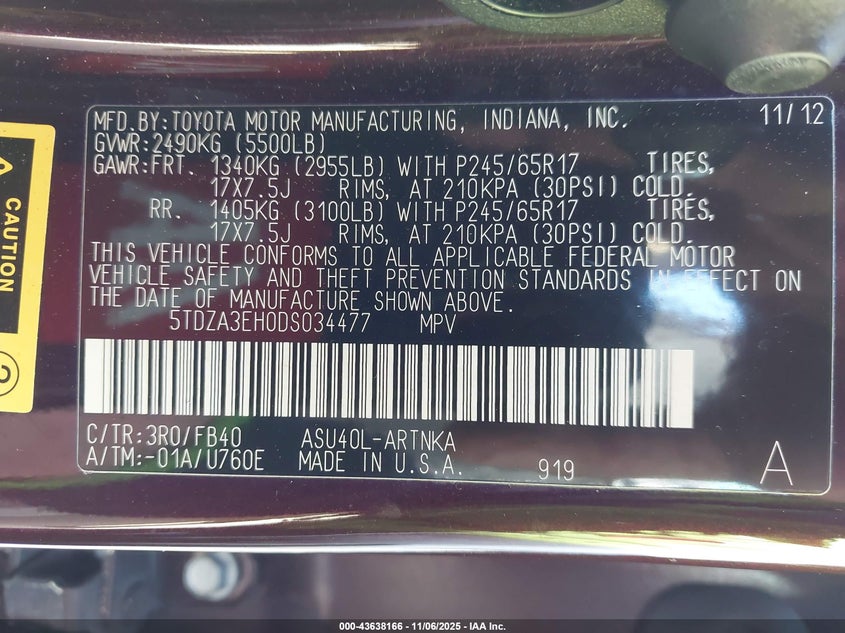 MFD.BY:TOYOTA MOTOR MANUFACTURING, INDIANA, INC. 11/12
GVWR:2490KG (5500LB)
GAWR:FRT. 1340KG (2955LB) WITH P245/65R17 TIRES,
17X7.5J RIMS, AT 210KPA (30PSI) COLD.
RR. 1405KG (3100LB) WITH P245/65R17 TIRES,
17X7.5J RIMS, AT 210KPA (30PSI) COLD.
THIS VEHICLE CONFORMS TO ALL APPLICABLE FEDERAL MOTOR
VEHICLE SAFETY AND THEFT PREVENTION STANDARDS IN EFFECT ON
THE DATE OF MANUFACTURE SHOWN ABOVE.
5TDZA3EH0DS034477 MPV
C/TR:3R0/FB40 ASU40L-ARTNKA
A/TM:-01A/U760E MADE IN U.S.A. 919 A
CAUTION
000-43638166 - 11/06/2025 - IAA Inc.